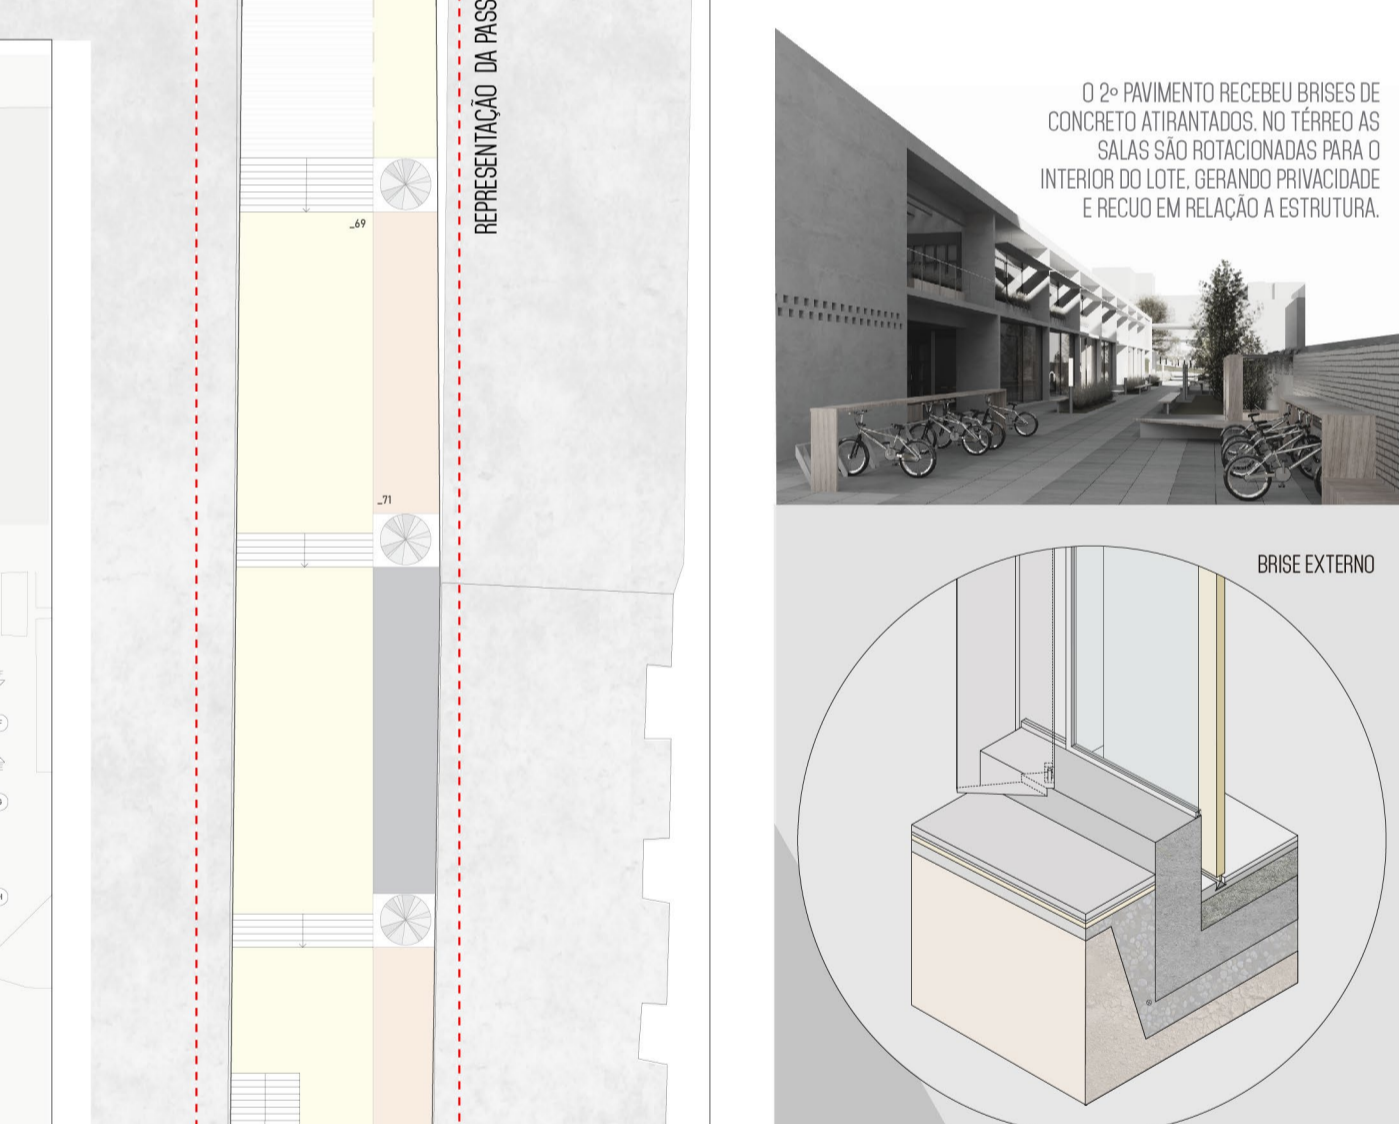 REPRESENTAÇÃO DA PASS
_69
_71
O 2º PAVIMENTO RECEBEU BRISES DE
CONCRETO ATIRANTADOS. NO TÉRREO AS
SALAS SÃO ROTACIONADAS PARA O
INTERIOR DO LOTE, GERANDO PRIVACIDADE
E RECUO EM RELAÇÃO A ESTRUTURA.
BRISE EXTERNO